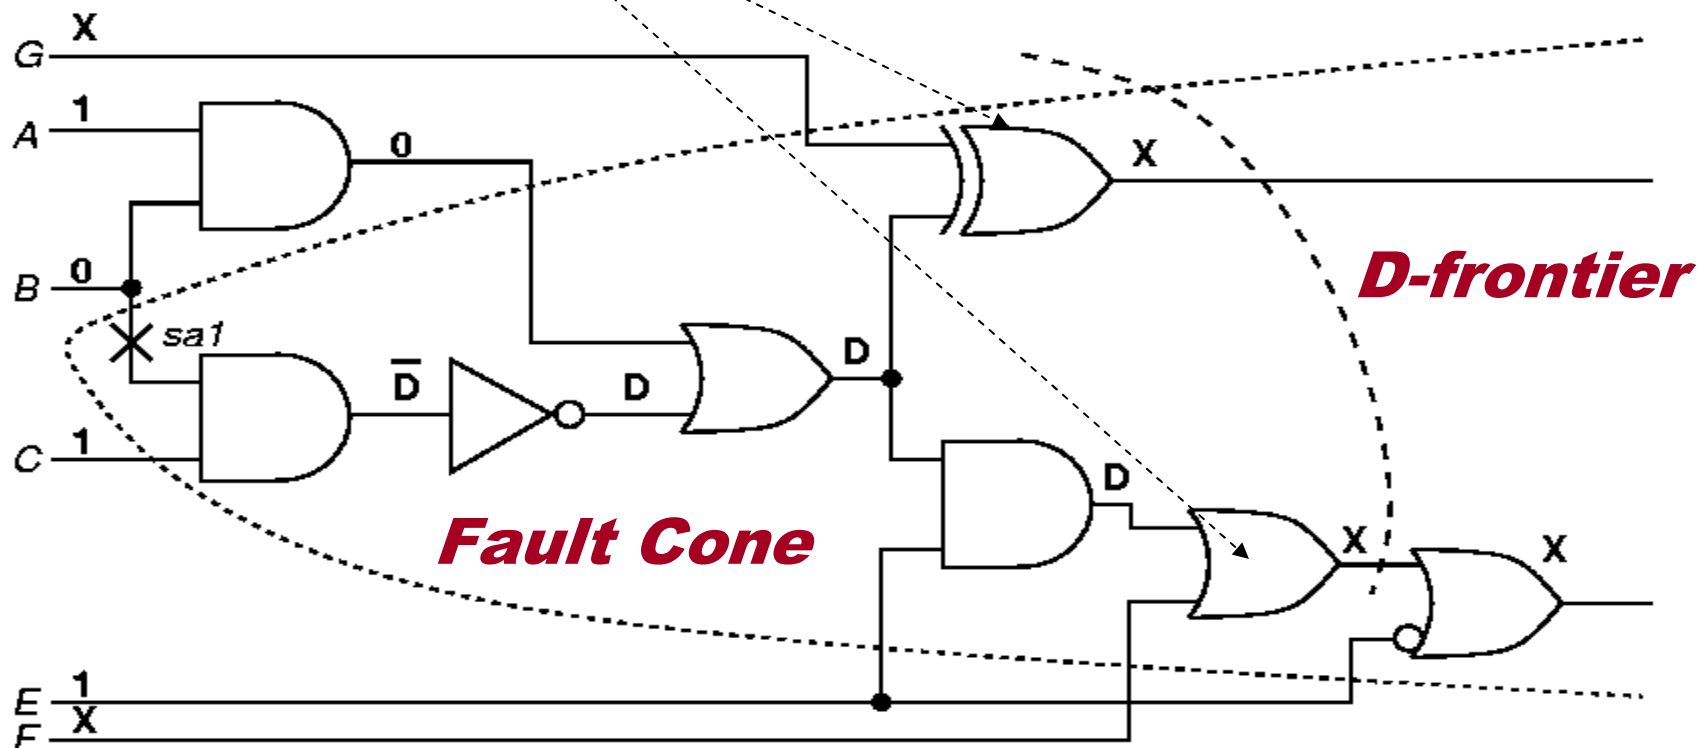 X
G
1
A
0
X
B 0
sa1
D-frontier
D̅
D
D
1
C
D
Fault Cone
X
X
1
E
X
F